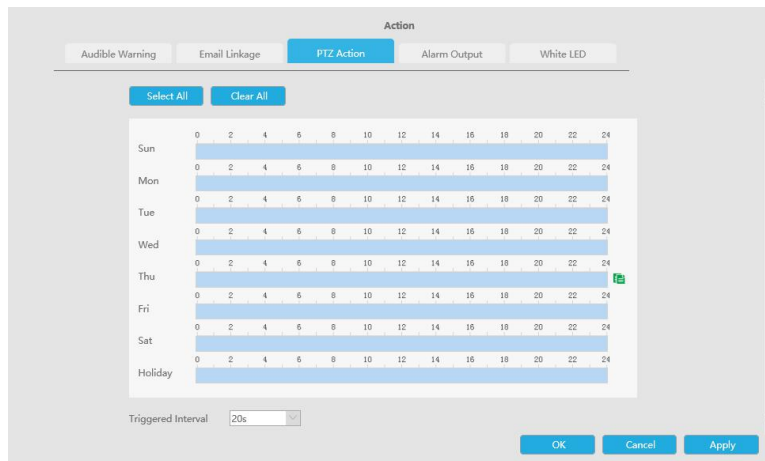 Action
Audible Warning Email Linkage PTZ Action Alarm Output White LED
Select All Clear All
0 2 4 6 8 10 12 14 16 18 20 22 24
Sun
0 2 4 6 8 10 12 14 16 18 20 22 24
Mon
0 2 4 6 8 10 12 14 16 18 20 22 24
Tue
0 2 4 6 8 10 12 14 16 18 20 22 24
Wed
0 2 4 6 8 10 12 14 16 18 20 22 24
Thu
0 2 4 6 8 10 12 14 16 18 20 22 24
Fri
0 2 4 6 8 10 12 14 16 18 20 22 24
Sat
0 2 4 6 8 10 12 14 16 18 20 22 24
Holiday
Triggered Interval 20s
OK Cancel Apply